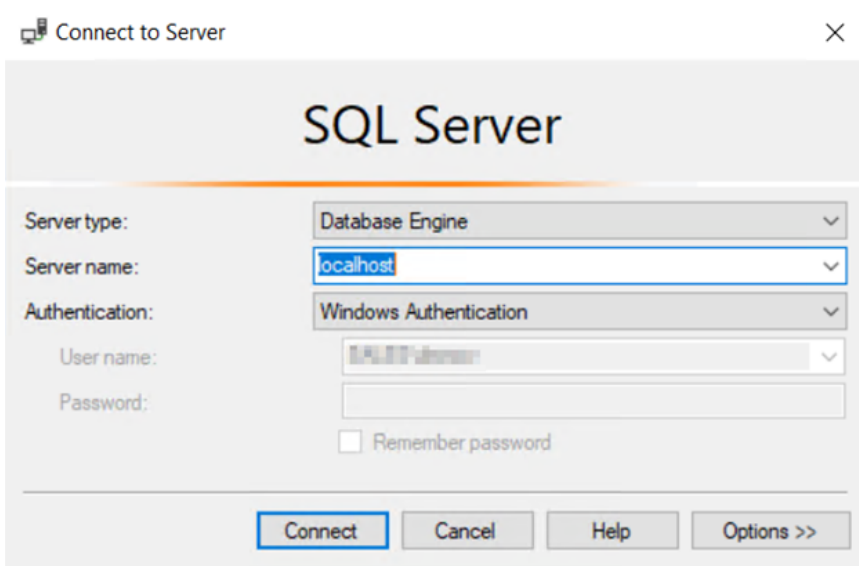 Connect to Server
SQL Server
Server type: Database Engine
Server name: localhost
Authentication: Windows Authentication
User name:
Password:
Remember password
Connect Cancel Help Options >>